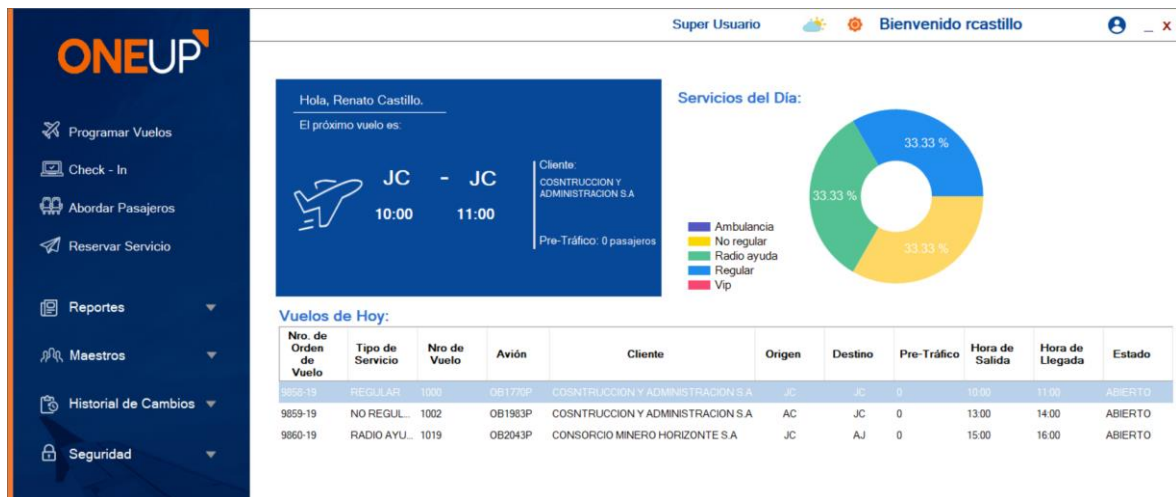 Super Usuario Bienvenido rcastillo _ x
ONEUP
Programar Vuelos
Check - In
Abordar Pasajeros
Reservar Servicio
Reportes
Maestros
Historial de Cambios
Seguridad
Hola, Renato Castillo.
El próximo vuelo es:
JC - JC
10:00 11:00
Cliente:
COSNTRUCCION Y
ADMINISTRACION S.A
Pre-Tráfico: 0 pasajeros
Servicios del Día:
33.33 %
33.33 %
33.33 %
Ambulancia
No regular
Radio ayuda
Regular
Vip
Vuelos de Hoy:
Nro. de Orden de Vuelo Tipo de Servicio Nro de Vuelo Avión Cliente Origen Destino Pre-Tráfico Hora de Salida Hora de Llegada Estado
9858-19 REGULAR 1000 OB1770P COSNTRUCCION Y ADMINISTRACION S.A JC JC 0 10:00 11:00 ABIERTO
9859-19 NO REGUL... 1002 OB1983P COSNTRUCCION Y ADMINISTRACION S.A AC JC 0 13:00 14:00 ABIERTO
9860-19 RADIO AYU... 1019 OB2043P CONSORCIO MINERO HORIZONTE S.A JC AJ 0 15:00 16:00 ABIERTO